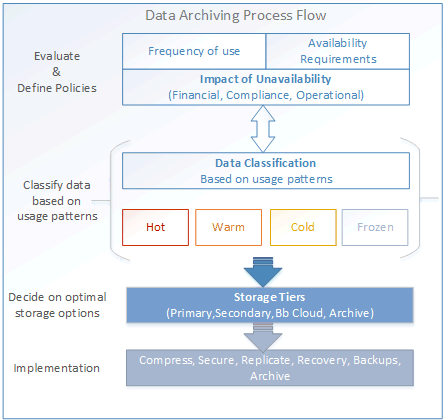 Data Archiving Process Flow
Evaluate
&
Define Policies
Frequency of use
Availability
Requirements
Impact of Unavailability
(Financial, Compliance, Operational)
Classify data
based on
usage patterns
Data Classification
Based on usage patterns
Hot
Warm
Cold
Frozen
Decide on optimal
storage options
Storage Tiers
(Primary,Secondary,Bb Cloud, Archive)
Implementation
Compress, Secure, Replicate, Recovery, Backups,
Archive